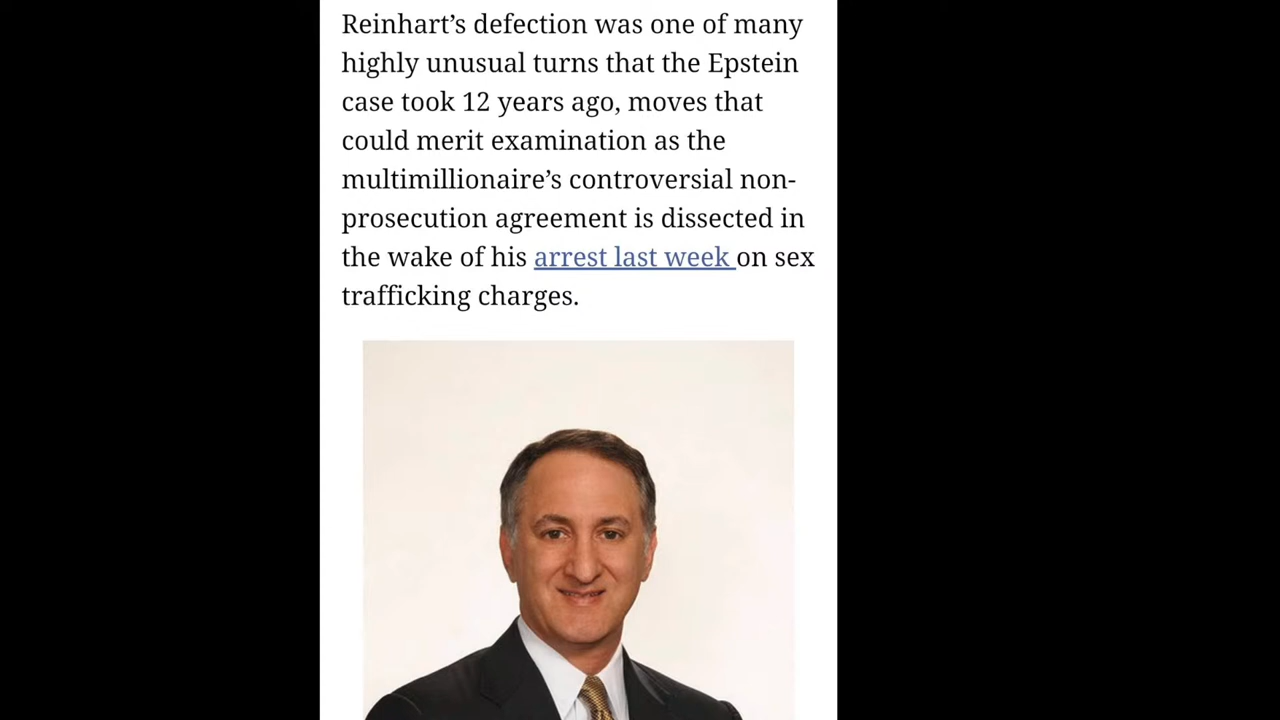 Reinhart’s defection was one of many
highly unusual turns that the Epstein
case took 12 years ago, moves that
could merit examination as the
multimillionaire’s controversial non-
prosecution agreement is dissected in
the wake of his arrest last week on sex
trafficking charges.